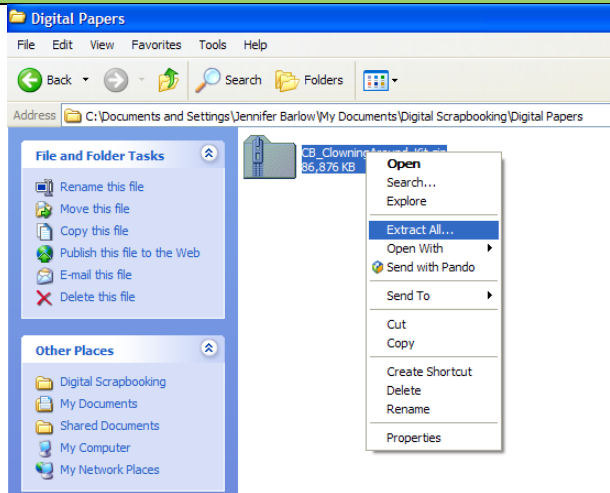 Digital Papers
File Edit View Favorites Tools Help
Back Search Folders
Address C:\Documents and Settings\Jennifer Barlow\My Documents\Digital Scrapbooking\Digital Papers
File and Folder Tasks
Rename this file
Move this file
Copy this file
Publish this file to the Web
E-mail this file
Delete this file
Other Places
Digital Scrapbooking
My Documents
Shared Documents
My Computer
My Network Places
CB_ClowningAround_Kit.zip
86,876 KB
Open
Search...
Explore
Extract All...
Open With
Send with Pando
Send To
Cut
Copy
Create Shortcut
Delete
Rename
Properties